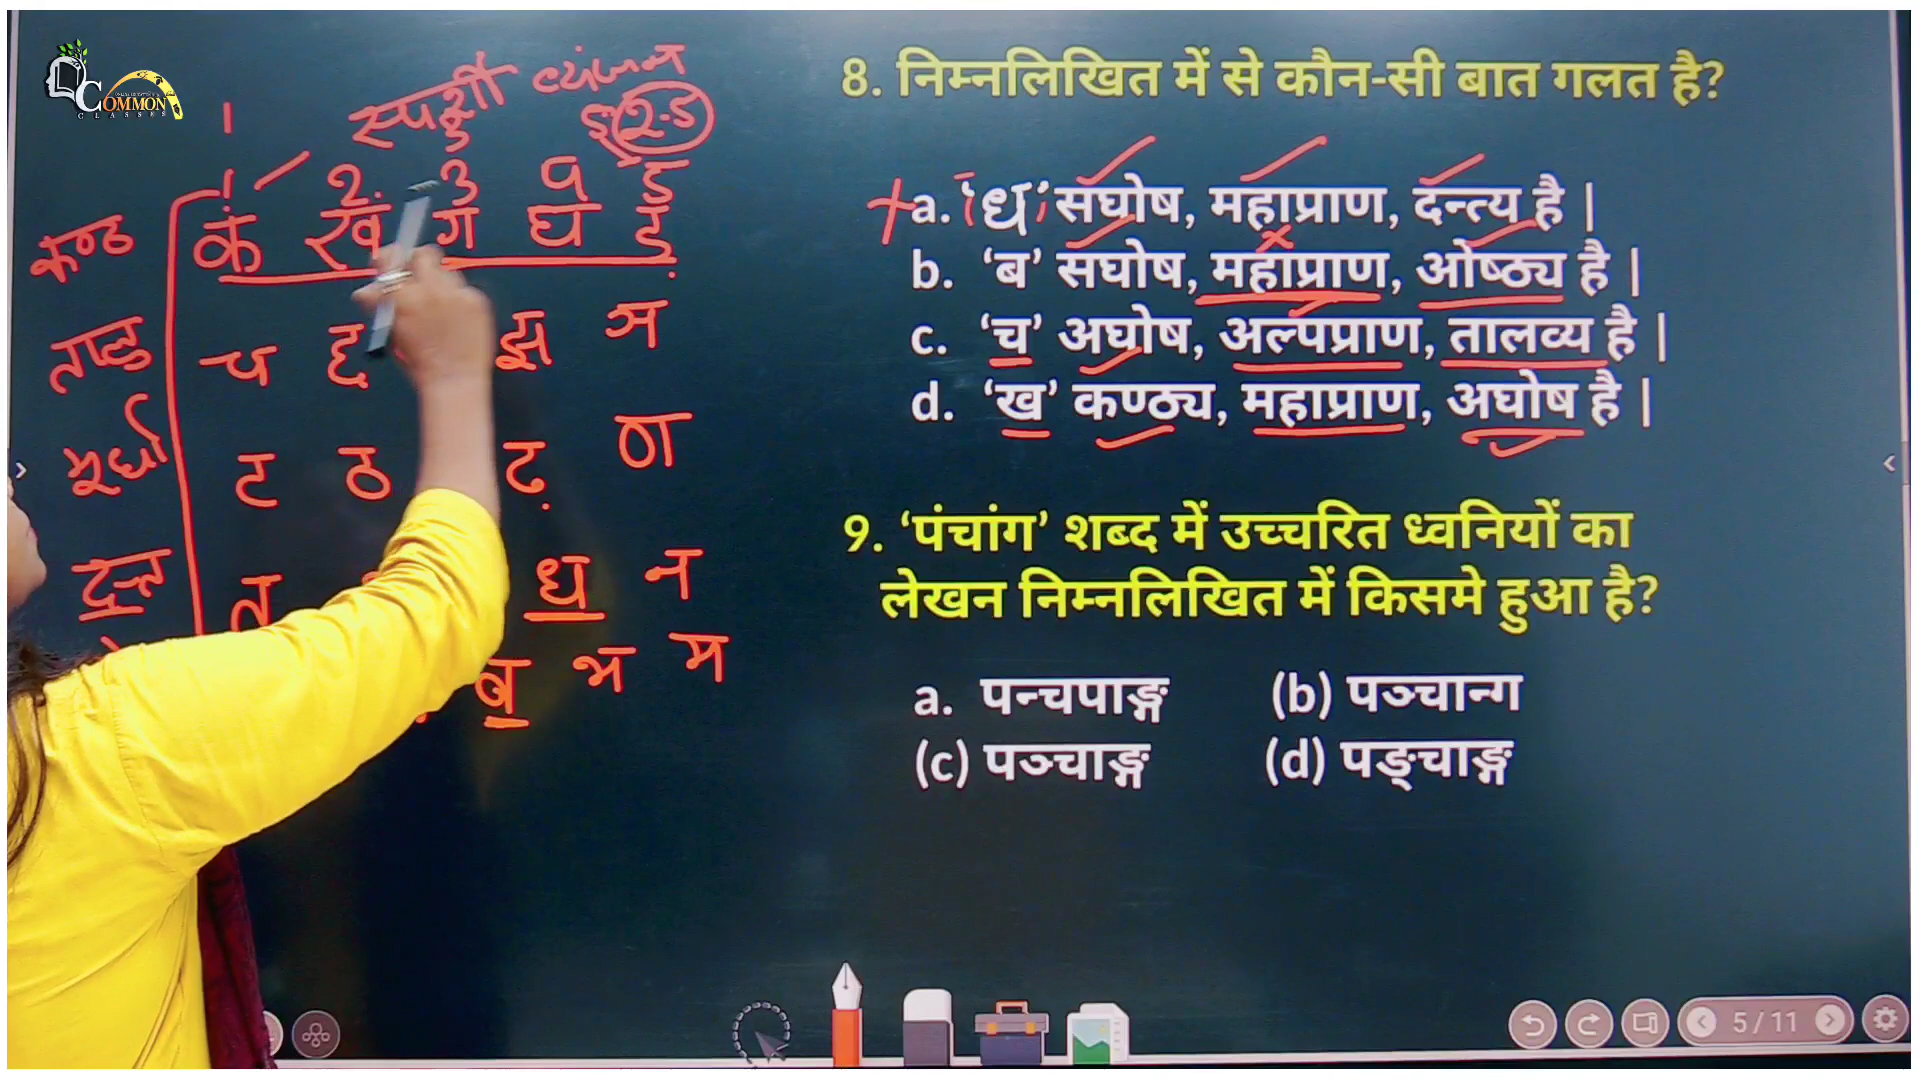 COMMON
CLASSES
स्पर्शी व्यंजन
5
1 2. 3 ५ 5
कण्ठ क ख ग घ ङ
च छ झ ञ
मूर्धा ट ठ ढ ण
दन्त त ध न
ब भ म
8. निम्नलिखित में से कौन-सी बात गलत है?
a. 'ध' सघोष, महाप्राण, दन्त्य है |
b. ‘ब’ सघोष, महाप्राण, ओष्ठ्य है |
c. ‘च’ अघोष, अल्पप्राण, तालव्य है |
d. ‘ख’ कण्ठ्य, महाप्राण, अघोष है |
9. ‘पंचांग’ शब्द में उच्चरित ध्वनियों का
लेखन निम्नलिखित में किसमे हुआ है?
a. पन्चपाङ्ग (b) पञ्चान्ग
(c) पञ्चाङ्ग (d) पङ्चाङ्ग
5/11